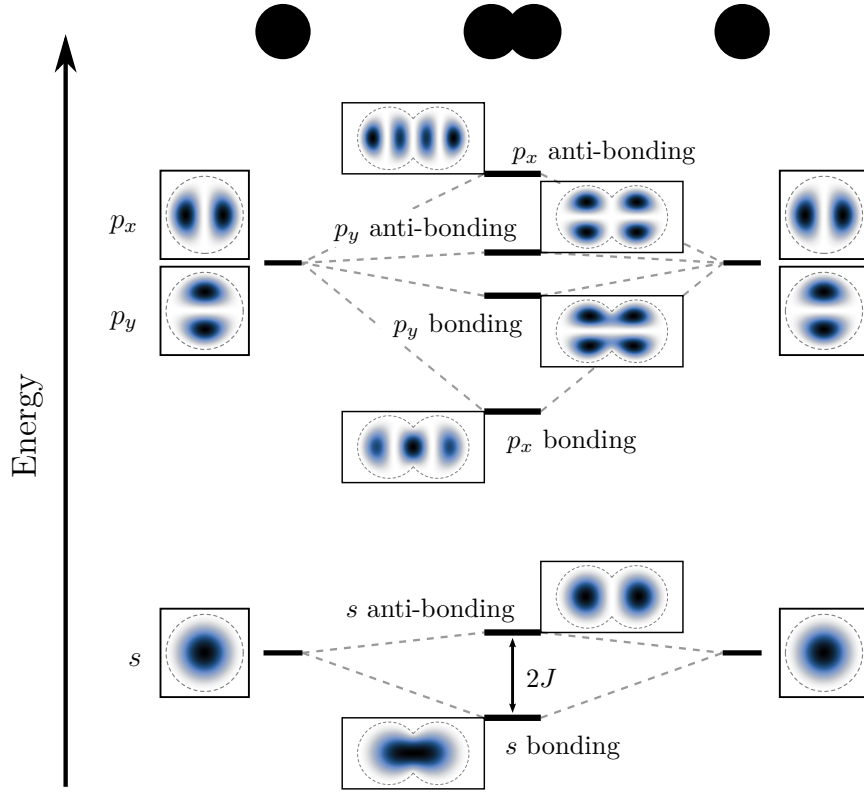 p_x anti-bonding
p_x
p_y anti-bonding
p_y
p_y bonding
Energy
p_x bonding
s anti-bonding
s
2J
s bonding